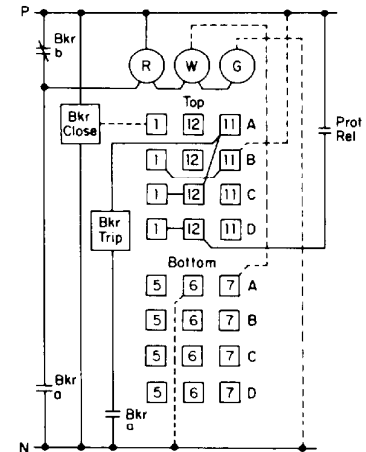 P
Bkr
b
R W G
Top
Bkr
Close
1 12 11 A
Prot
Rel
1 12 11 B
1 12 11 C
Bkr
Trip
1 12 11 D
Bottom
5 6 7 A
5 6 7 B
5 6 7 C
Bkr
a
5 6 7 D
Bkr
a
N